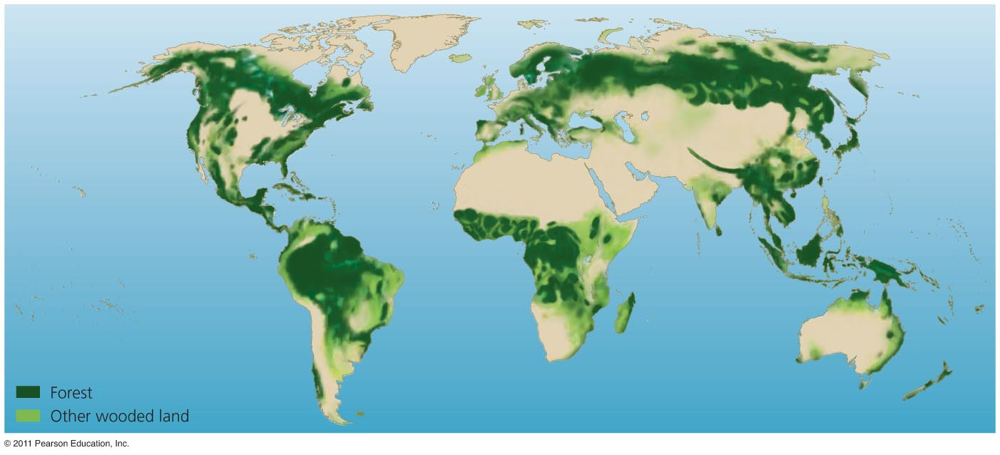 Forest
Other wooded land
© 2011 Pearson Education, Inc.